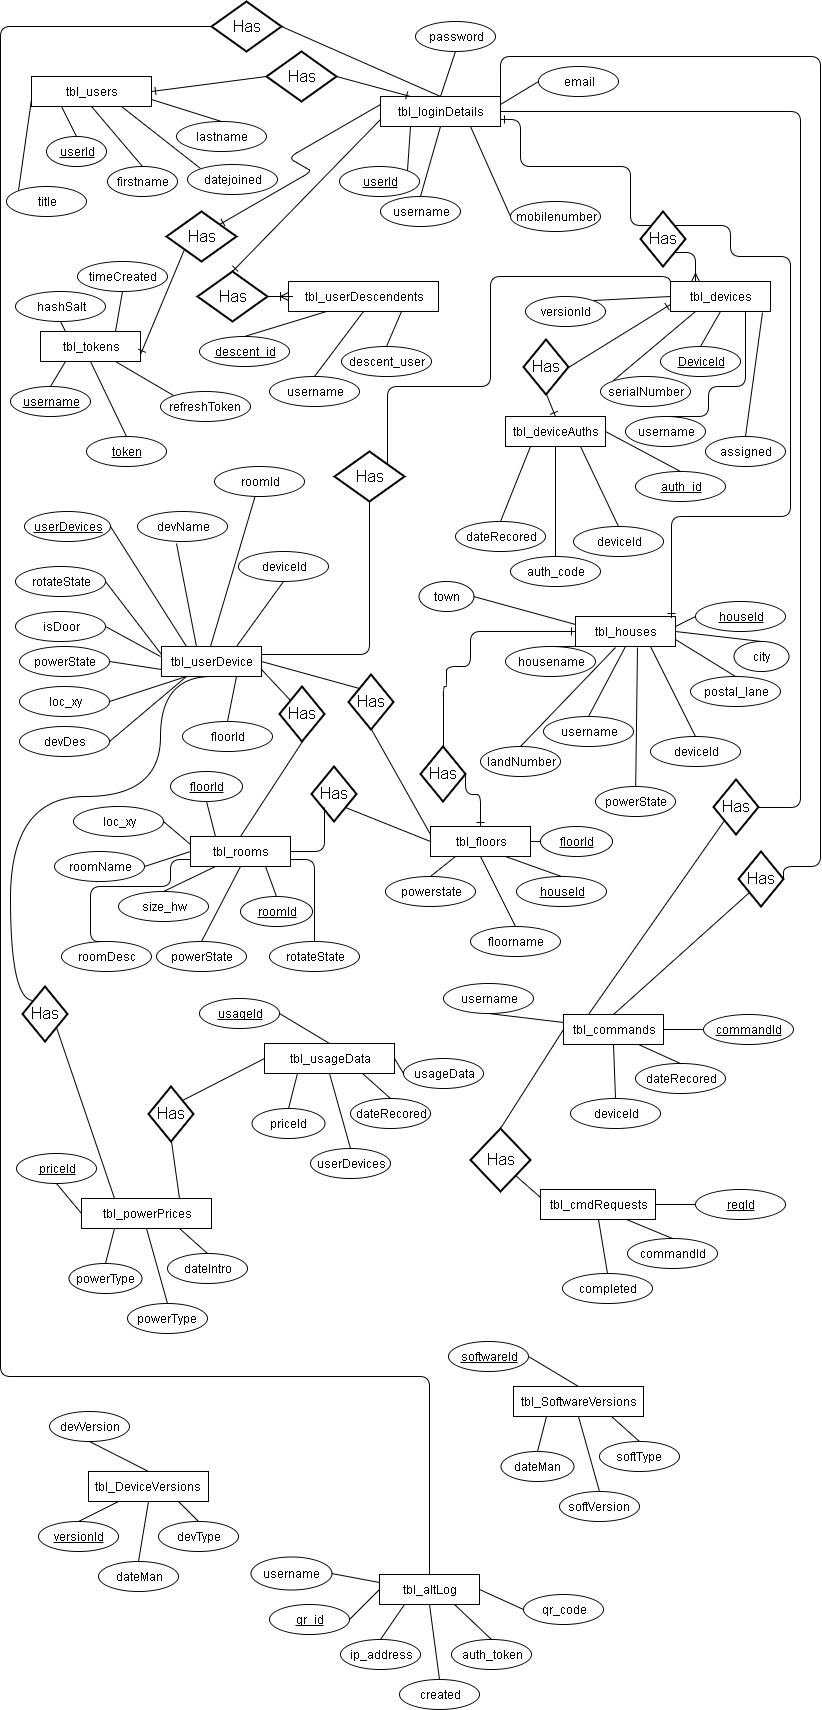 Has
password
Has
tbl_users
email
tbl_loginDetails
lastname
userId
firstname
datejoined
title
userId
username
mobilenumber
Has
Has
timeCreated
hashSalt
Has
tbl_userDescendents
tbl_devices
versionId
tbl_tokens
descent_id
descent_user
DeviceId
Has
username
refreshToken
username
serialNumber
token
tbl_deviceAuths
username
assigned
Has
roomId
auth_id
userDevices
devName
dateRecored
deviceId
deviceId
auth_code
rotateState
town
houseId
isDoor
tbl_houses
powerState
tbl_userDevice
housename
city
postal_lane
loc_xy
Has
Has
username
floorId
devDes
landNumber
deviceId
Has
floorId
Has
powerState
Has
loc_xy
tbl_rooms
tbl_floors
floorId
roomName
Has
powerstate
houseId
size_hw
roomId
floorname
roomDesc
powerState
rotateState
username
Has
usageId
tbl_commands
commandId
tbl_usageData
usageData
dateRecored
Has
priceId
dateRecored
deviceId
userDevices
Has
priceId
tbl_powerPrices
tbl_cmdRequests
reqId
commandId
dateIntro
powerType
completed
powerType
softwareId
tbl_SoftwareVersions
devVersion
softType
dateMan
tbl_DeviceVersions
softVersion
versionId
devType
dateMan
username
tbl_altLog
qr_id
qr_code
ip_address
auth_token
created